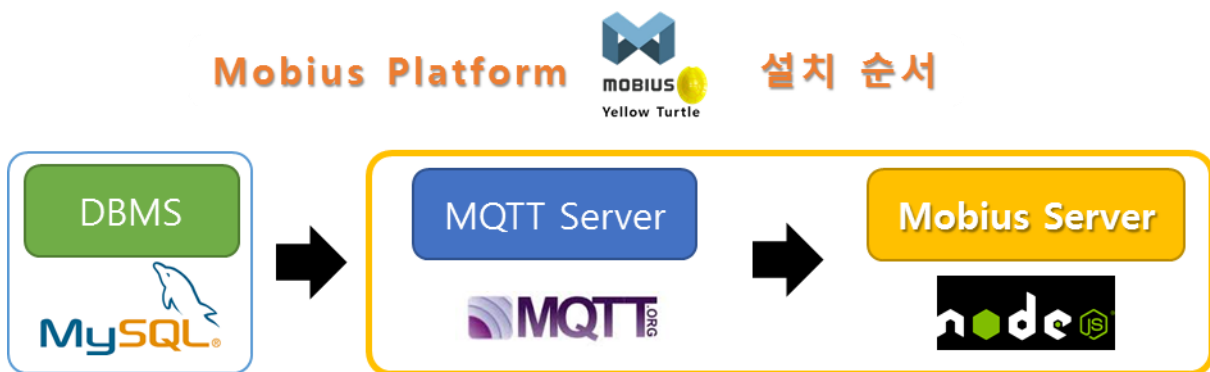 Mobius Platform
MOBIUS
Yellow Turtle
설치 순서
DBMS
MySQL®
MQTT Server
MQTT.ORG
Mobius Server
node JS®